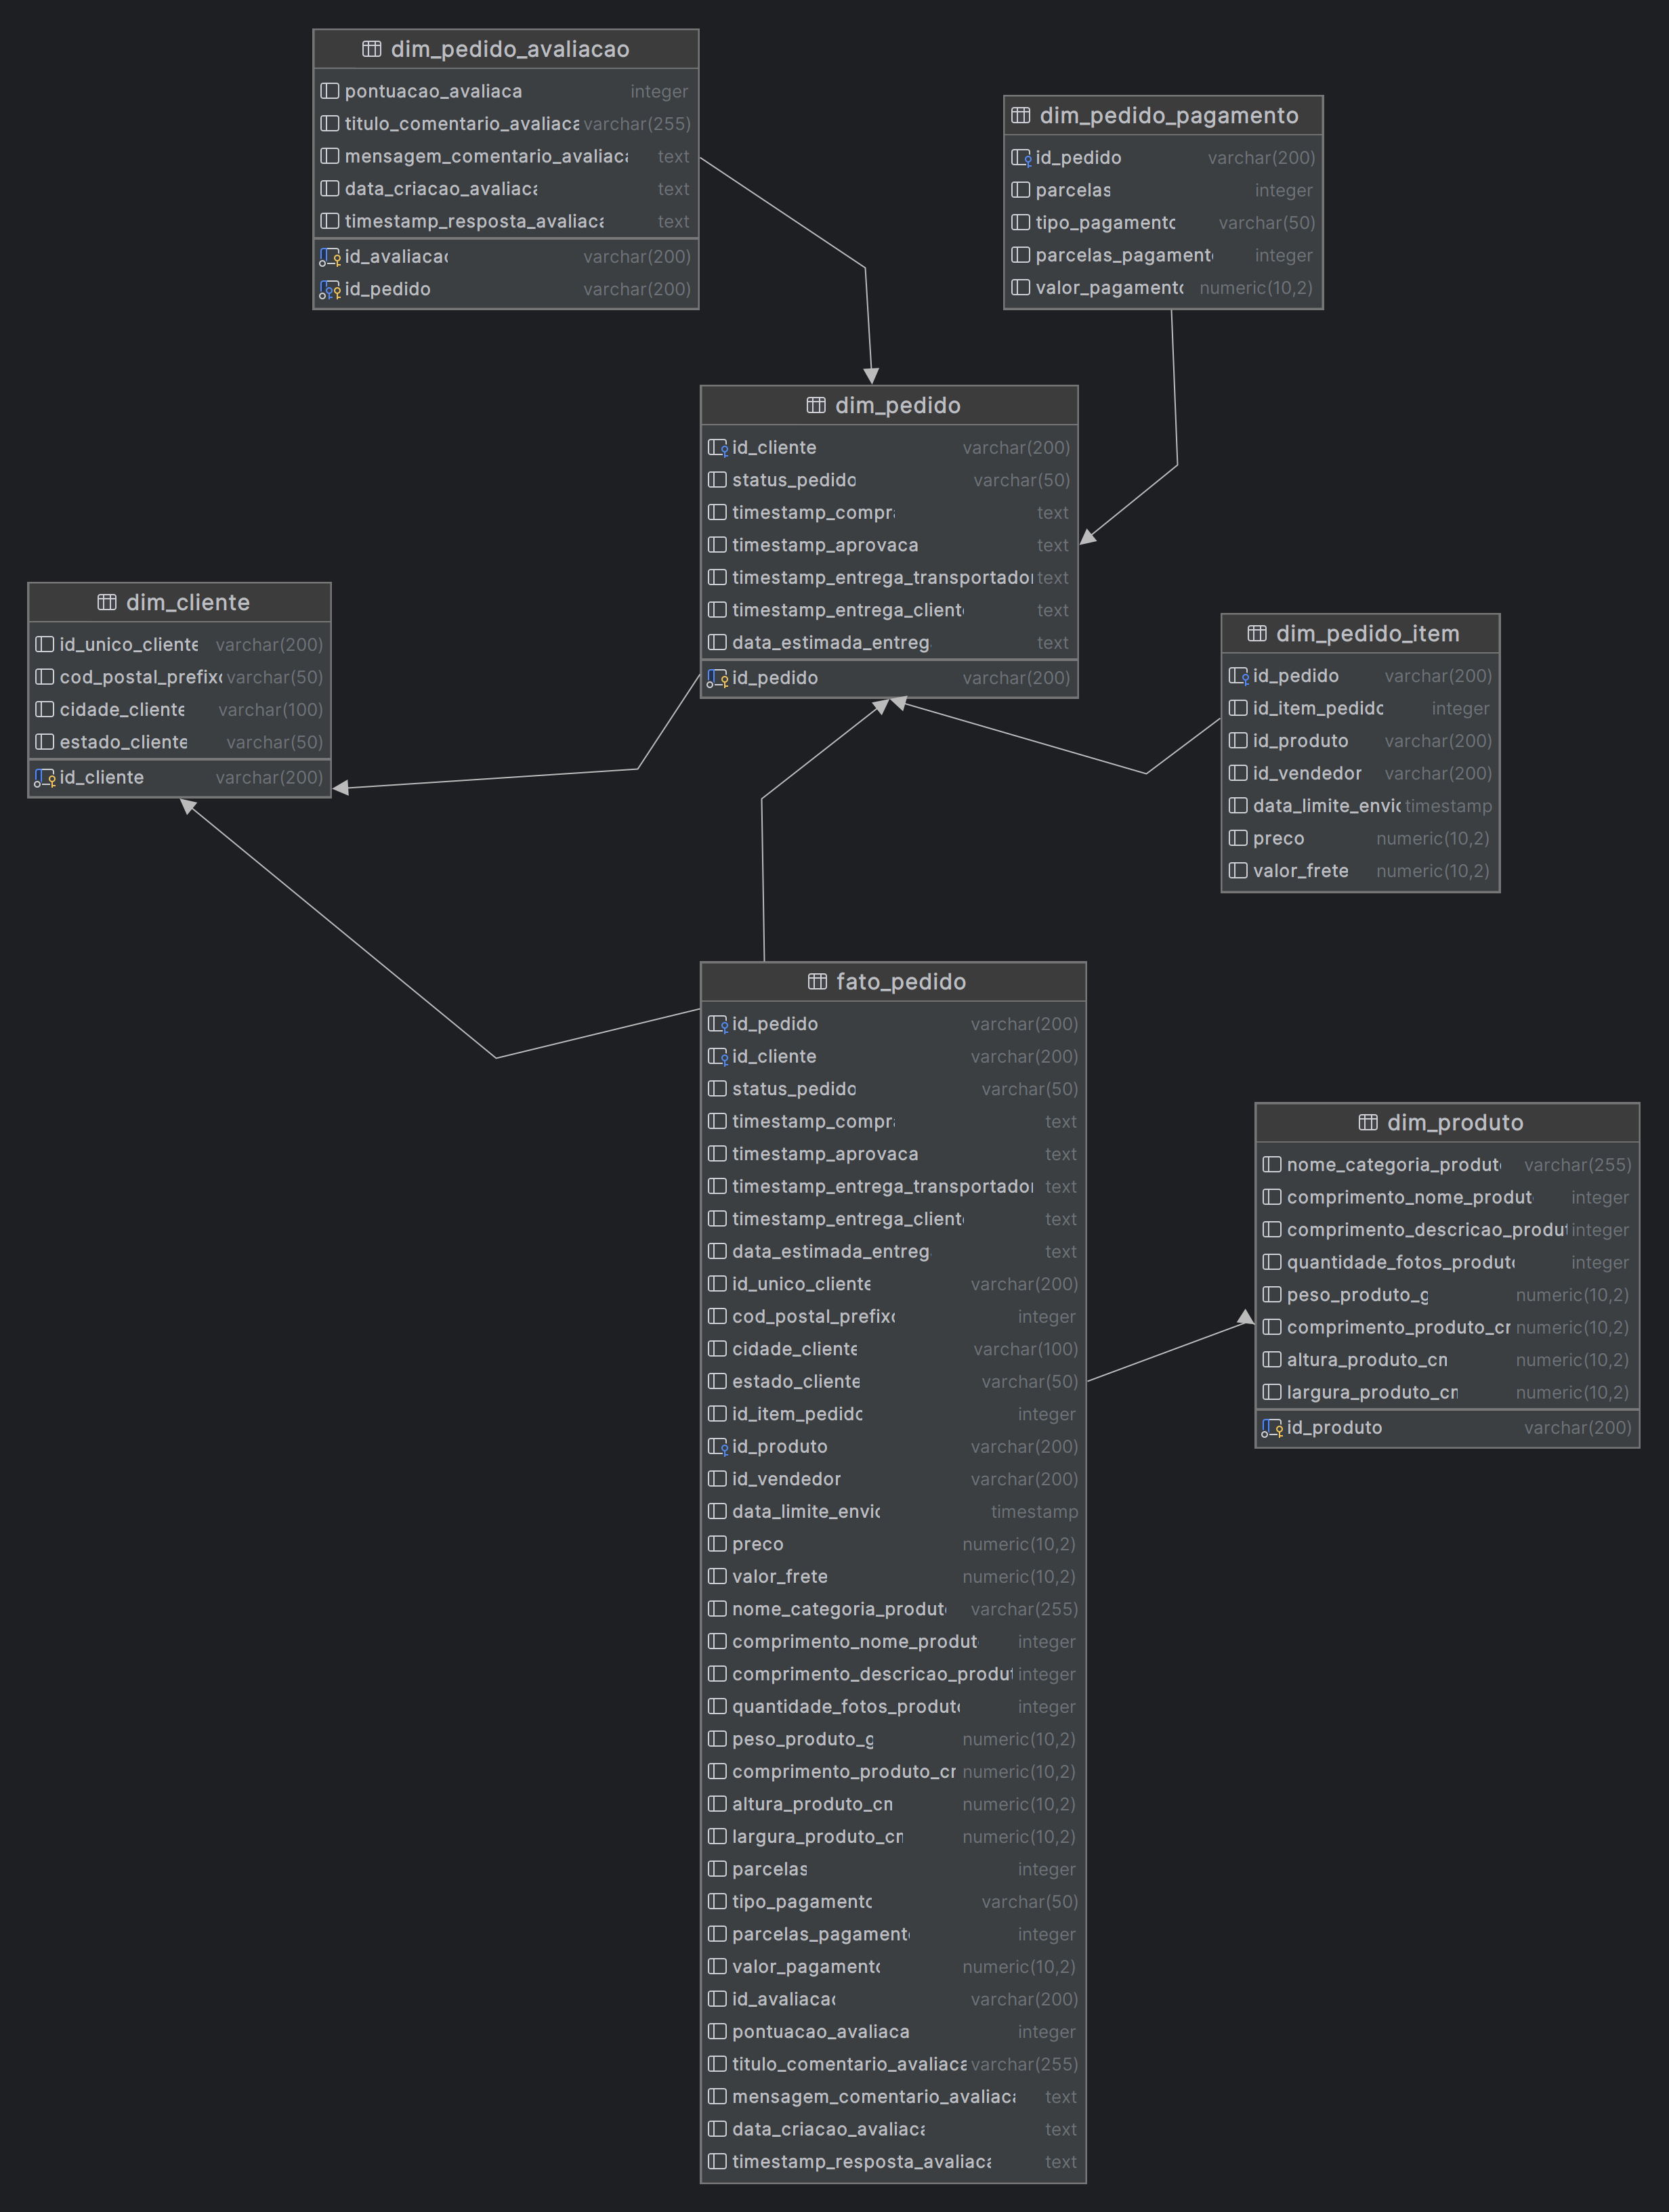 dim_pedido_avaliacao
pontuacao_avaliaca integer
titulo_comentario_avaliaca varchar(255)
mensagem_comentario_avaliaca text
data_criacao_avaliaca text
timestamp_resposta_avaliaca text
id_avaliacao varchar(200)
id_pedido varchar(200)
dim_pedido_pagamento
id_pedido varchar(200)
parcelas integer
tipo_pagamento varchar(50)
parcelas_pagament integer
valor_pagamento numeric(10,2)
dim_pedido
id_cliente varchar(200)
status_pedido varchar(50)
timestamp_compr text
timestamp_aprovaca text
timestamp_entrega_transportador text
timestamp_entrega_client text
data_estimada_entreg text
id_pedido varchar(200)
dim_cliente
id_unico_cliente varchar(200)
cod_postal_prefixo varchar(50)
cidade_cliente varchar(100)
estado_cliente varchar(50)
id_cliente varchar(200)
dim_pedido_item
id_pedido varchar(200)
id_item_pedido integer
id_produto varchar(200)
id_vendedor varchar(200)
data_limite_envio timestamp
preco numeric(10,2)
valor_frete numeric(10,2)
fato_pedido
id_pedido varchar(200)
id_cliente varchar(200)
status_pedido varchar(50)
timestamp_compr text
timestamp_aprovaca text
timestamp_entrega_transportador text
timestamp_entrega_client text
data_estimada_entreg text
id_unico_cliente varchar(200)
cod_postal_prefixo integer
cidade_cliente varchar(100)
estado_cliente varchar(50)
id_item_pedido integer
id_produto varchar(200)
id_vendedor varchar(200)
data_limite_envio timestamp
preco numeric(10,2)
valor_frete numeric(10,2)
nome_categoria_produto varchar(255)
comprimento_nome_produt integer
comprimento_descricao_produt integer
quantidade_fotos_produto integer
peso_produto_g numeric(10,2)
comprimento_produto_cm numeric(10,2)
altura_produto_cm numeric(10,2)
largura_produto_cm numeric(10,2)
parcelas integer
tipo_pagamento varchar(50)
parcelas_pagament integer
valor_pagamento numeric(10,2)
id_avaliacao varchar(200)
pontuacao_avaliaca integer
titulo_comentario_avaliaca varchar(255)
mensagem_comentario_avaliaca text
data_criacao_avaliaca text
timestamp_resposta_avaliaca text
dim_produto
nome_categoria_produto varchar(255)
comprimento_nome_produt integer
comprimento_descricao_produt integer
quantidade_fotos_produto integer
peso_produto_g numeric(10,2)
comprimento_produto_cm numeric(10,2)
altura_produto_cm numeric(10,2)
largura_produto_cm numeric(10,2)
id_produto varchar(200)